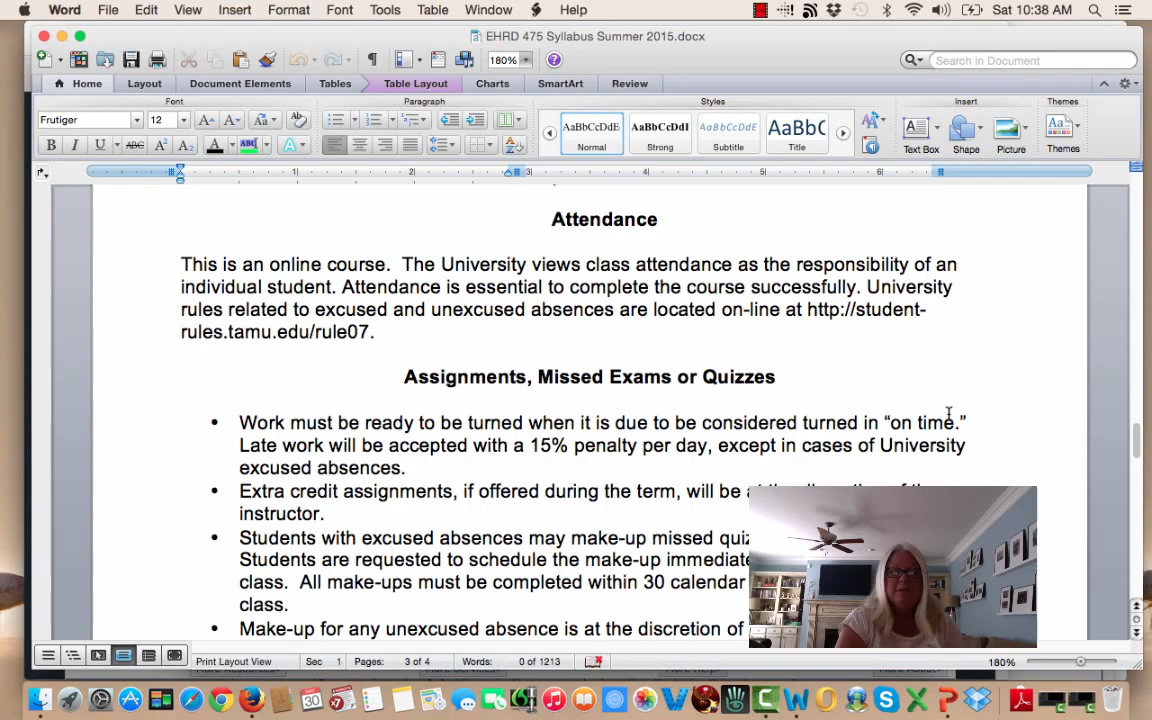 Word File Edit View Insert Format Font Tools Table Window Help Sat 10:38 AM
EHRD 475 Syllabus Summer 2015.docx
180% Search in Document
Home Layout Document Elements Tables Table Layout Charts SmartArt Review
Font Paragraph Styles Insert Themes
Frutiger 12 AaBbCcDdE AaBbCcDdI AaBbCcDdE AaBbC
B I U ABC A² A₂ A ABC A Normal Strong Subtitle Title Text Box Shape Picture Themes
1 2 3 4 5 6
Attendance
This is an online course. The University views class attendance as the responsibility of an
individual student. Attendance is essential to complete the course successfully. University
rules related to excused and unexcused absences are located on-line at http://student-
rules.tamu.edu/rule07.
Assignments, Missed Exams or Quizzes
• Work must be ready to be turned when it is due to be considered turned in “on time.”
Late work will be accepted with a 15% penalty per day, except in cases of University
excused absences.
• Extra credit assignments, if offered during the term, will be
instructor.
• Students with excused absences may make-up missed
Students are requested to schedule the make-up
class. All make-ups must be completed within 30 calendar
class.
• Make-up for any unexcused absence is at the discretion of
Print Layout View Sec 1 Pages: 3 of 4 Words: 0 of 1213 180%